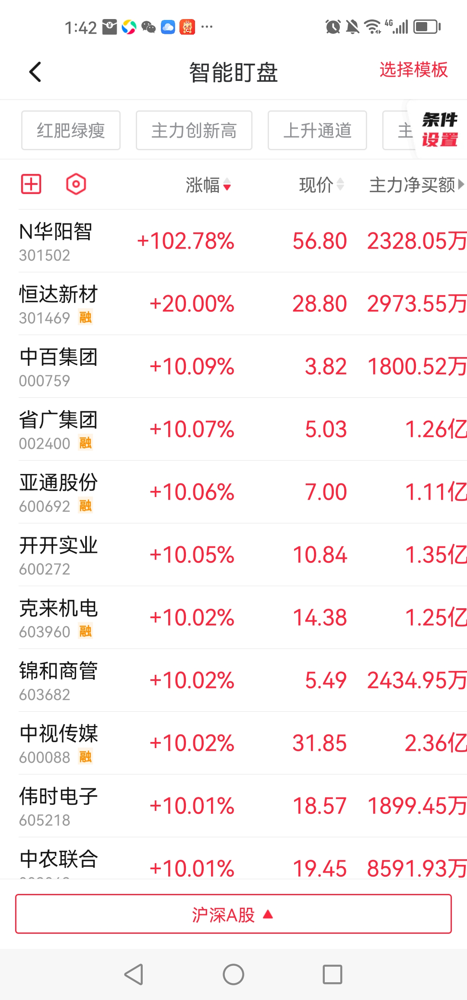 1:42 ··· 4G
智能盯盘
选择模板
红肥绿瘦 主力创新高 上升通道 主
条件
设置
涨幅 现价 主力净买额
N华阳智 +102.78% 56.80 2328.05万
301502
恒达新材 +20.00% 28.80 2973.55万
301469 融
中百集团 +10.09% 3.82 1800.52万
000759
省广集团 +10.07% 5.03 1.26亿
002400 融
亚通股份 +10.06% 7.00 1.11亿
600692 融
开开实业 +10.05% 10.84 1.35亿
600272
克来机电 +10.02% 14.38 1.25亿
603960 融
锦和商管 +10.02% 5.49 2434.95万
603682
中视传媒 +10.02% 31.85 2.36亿
600088 融
伟时电子 +10.01% 18.57 1899.45万
605218
中农联合 +10.01% 19.45 8591.93万
沪深A股